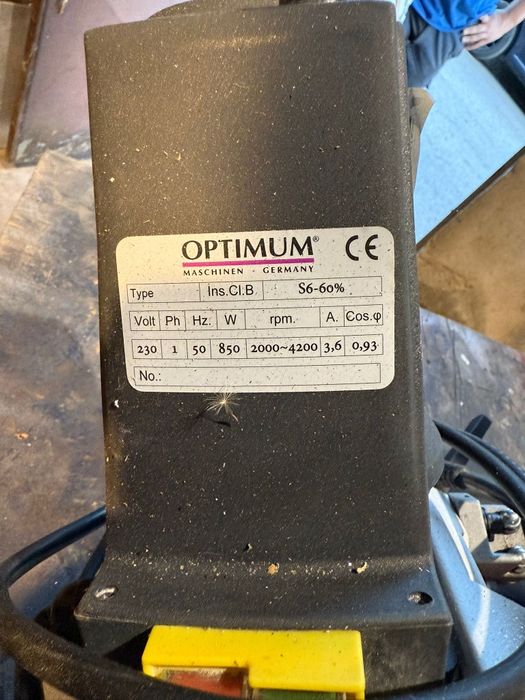 OPTIMUM® CE
MASCHINEN - GERMANY
Type Ins.Cl.B S6-60%
Volt Ph Hz: W rpm. A. Cos.φ
230 1 50 850 2000~4200 3,6 0,93
No.: